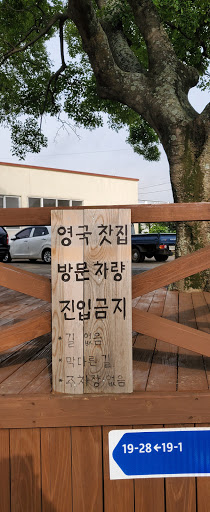 영국 찻집
방문 차량
진입금지
- 길 없음
- 막다른 길
- 주차장 없음
19-28←19-1